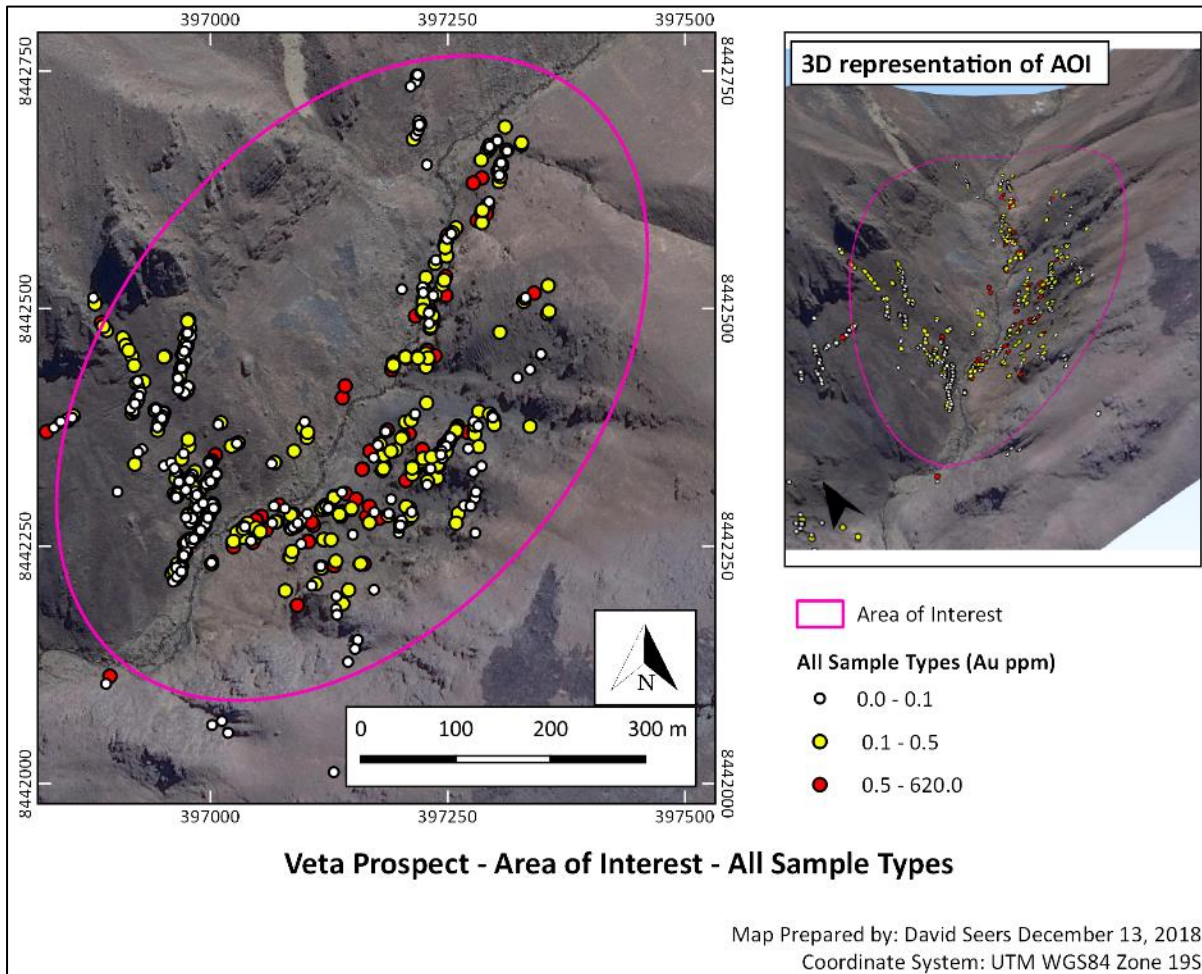 397000 397250 397500
8442750
8442500
8442250
8442750
8442500
8442250
8442000
N
0 100 200 300 m
397000 397250 397500
3D representation of AOI
Area of Interest
All Sample Types (Au ppm)
0.0 - 0.1
0.1 - 0.5
0.5 - 620.0
Veta Prospect - Area of Interest - All Sample Types
Map Prepared by: David Seers December 13, 2018
Coordinate System: UTM WGS84 Zone 19S